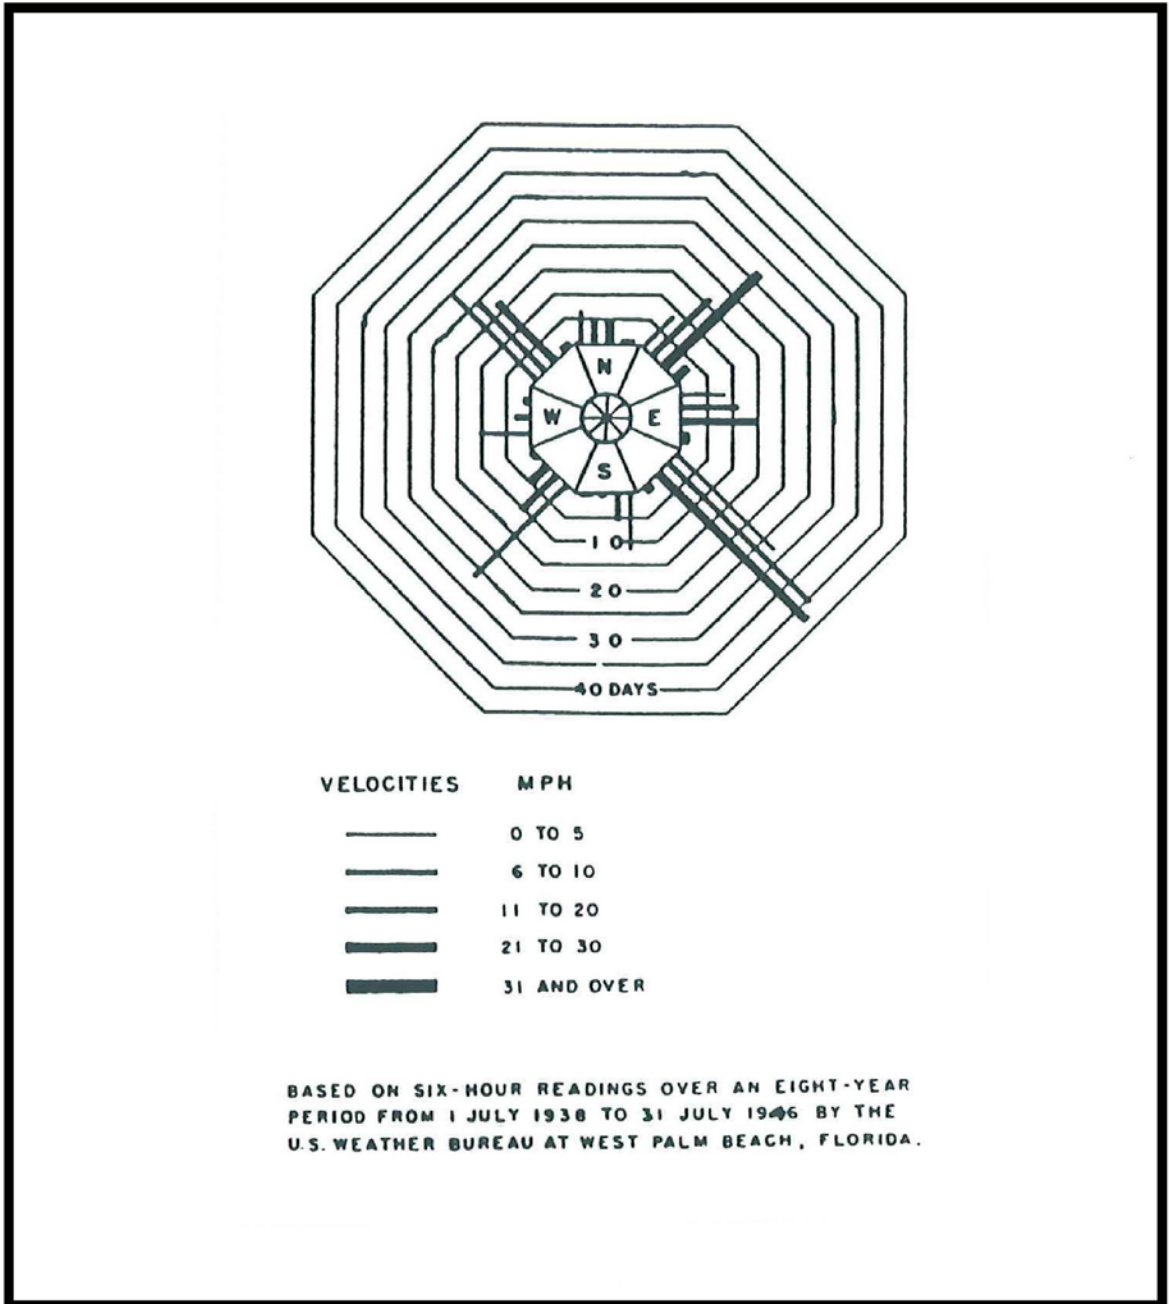 N
W E
S
10
20
30
40 DAYS
VELOCITIES MPH
0 TO 5
6 TO 10
11 TO 20
21 TO 30
31 AND OVER
BASED ON SIX-HOUR READINGS OVER AN EIGHT-YEAR
PERIOD FROM 1 JULY 1938 TO 31 JULY 1946 BY THE
U.S. WEATHER BUREAU AT WEST PALM BEACH, FLORIDA.